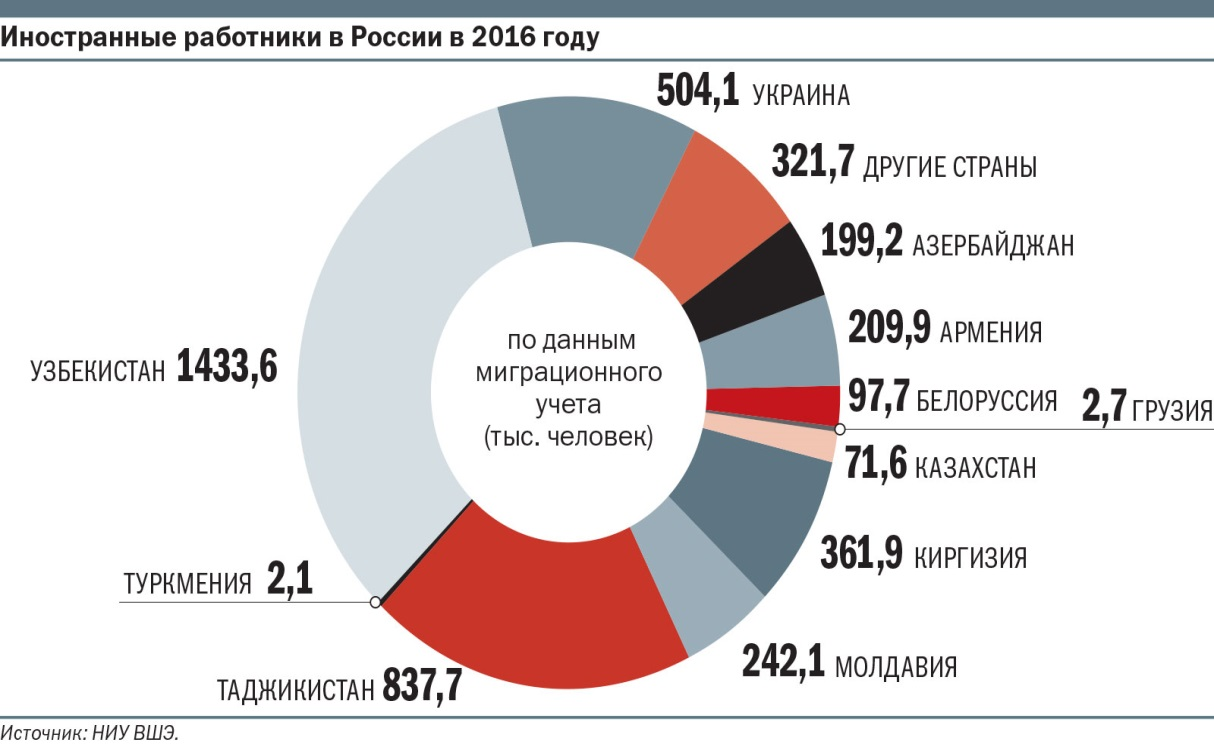 Иностранные работники в России в 2016 году
504,1 УКРАИНА
321,7 ДРУГИЕ СТРАНЫ
199,2 АЗЕРБАЙДЖАН
209,9 АРМЕНИЯ
97,7 БЕЛОРУССИЯ
2,7 ГРУЗИЯ
71,6 КАЗАХСТАН
361,9 КИРГИЗИЯ
242,1 МОЛДАВИЯ
ТАДЖИКИСТАН 837,7
ТУРКМЕНИЯ 2,1
УЗБЕКИСТАН 1433,6
по данным
миграционного
учета
(тыс. человек)
Источник: НИУ ВШЭ.